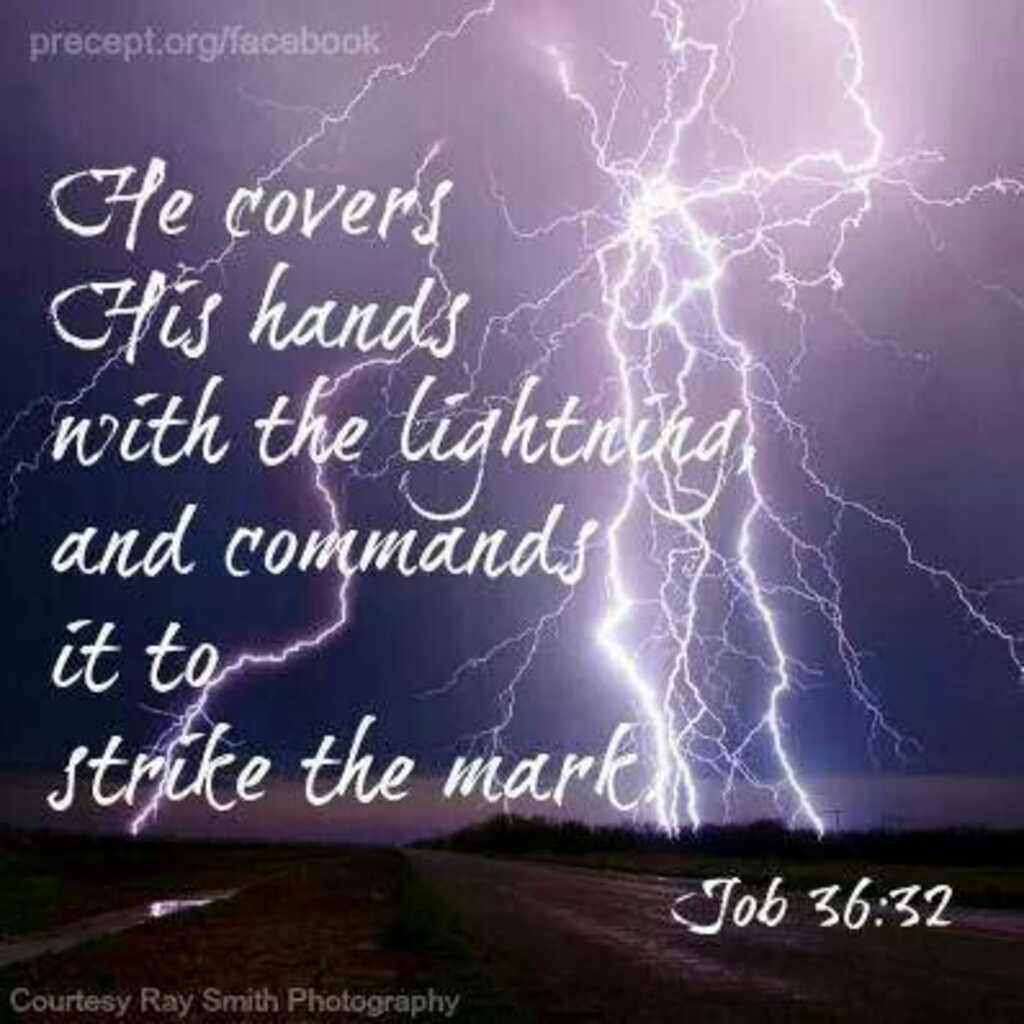 precept.org/facebook
He covers
His hands
with the lightning,
and commands
it to
strike the mark.
Job 36:32
Courtesy Ray Smith Photography